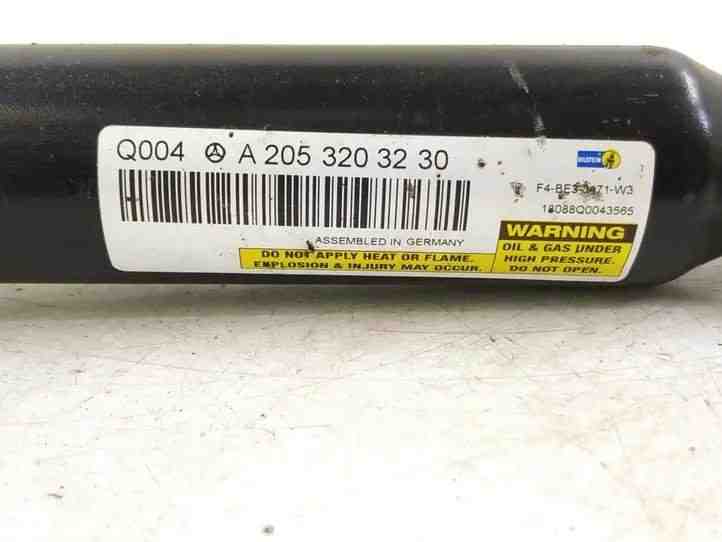 Q004 A 205 320 32 30
BILSTEIN
F4-BE3-J471-W3
18088Q0043565
ASSEMBLED IN GERMANY
DO NOT APPLY HEAT OR FLAME.
EXPLOSION & INJURY MAY OCCUR.
WARNING
OIL & GAS UNDER
HIGH PRESSURE.
DO NOT OPEN.